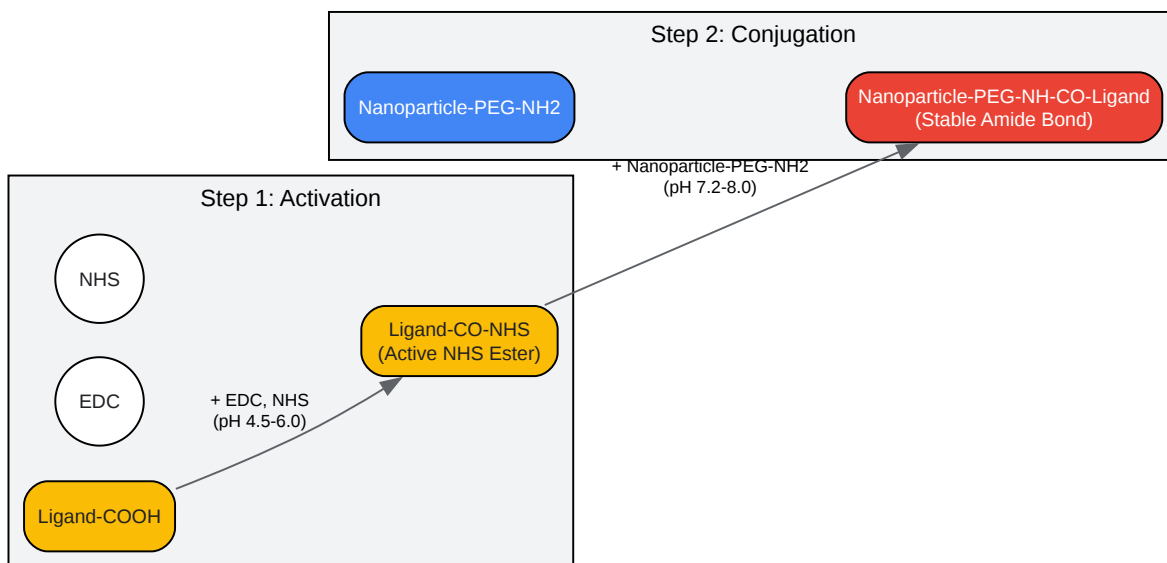 Step 2: Conjugation
Nanoparticle-PEG-NH2
Nanoparticle-PEG-NH-CO-Ligand
(Stable Amide Bond)
+ Nanoparticle-PEG-NH2
(pH 7.2-8.0)
Step 1: Activation
NHS
Ligand-CO-NHS
(Active NHS Ester)
EDC
+ EDC, NHS
(pH 4.5-6.0)
Ligand-COOH